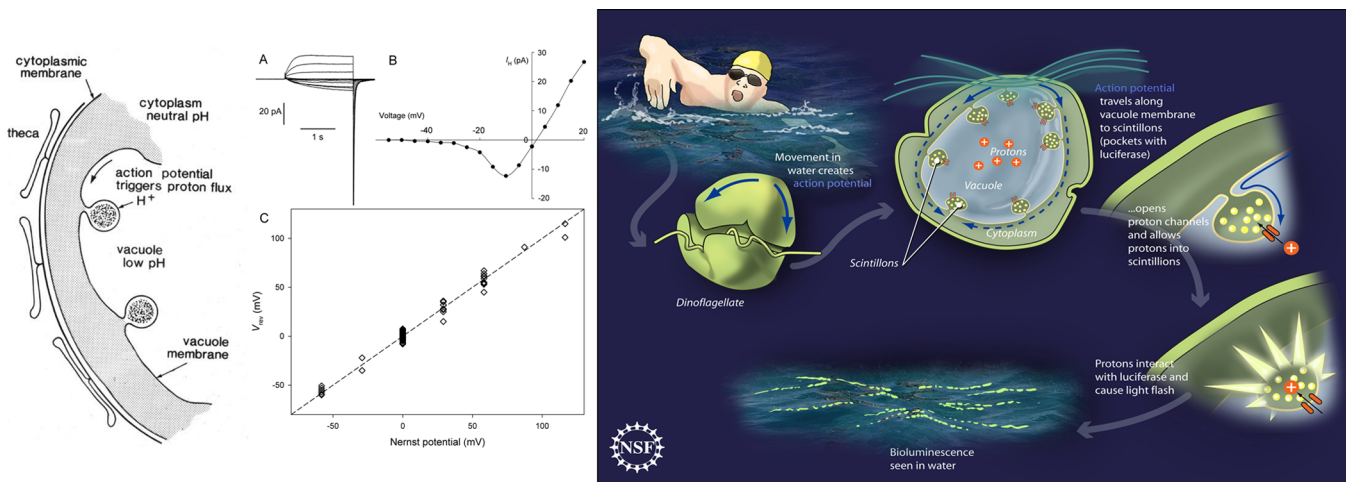 cytoplasmic
membrane
cytoplasm
neutral pH
theca
action potential
triggers proton flux
H+
vacuole
low pH
vacuole
membrane
A
20 pA
1 s
B
IH (pA)
30
20
10
0
-10
-20
Voltage (mV)
-40
-20
20
C
Vrev (mV)
100
50
0
-50
-50
0
50
100
Nernst potential (mV)
Movement in
water creates
action potential
Dinoflagellate
Protons
Vacuole
Cytoplasm
Scintillons
Action potential
travels along
vacuole membrane
to scintillons
(pockets with
luciferase)
...opens
proton channels
and allows
protons into
scintillons
Protons interact
with luciferase and
cause light flash
Bioluminescence
seen in water
NSF